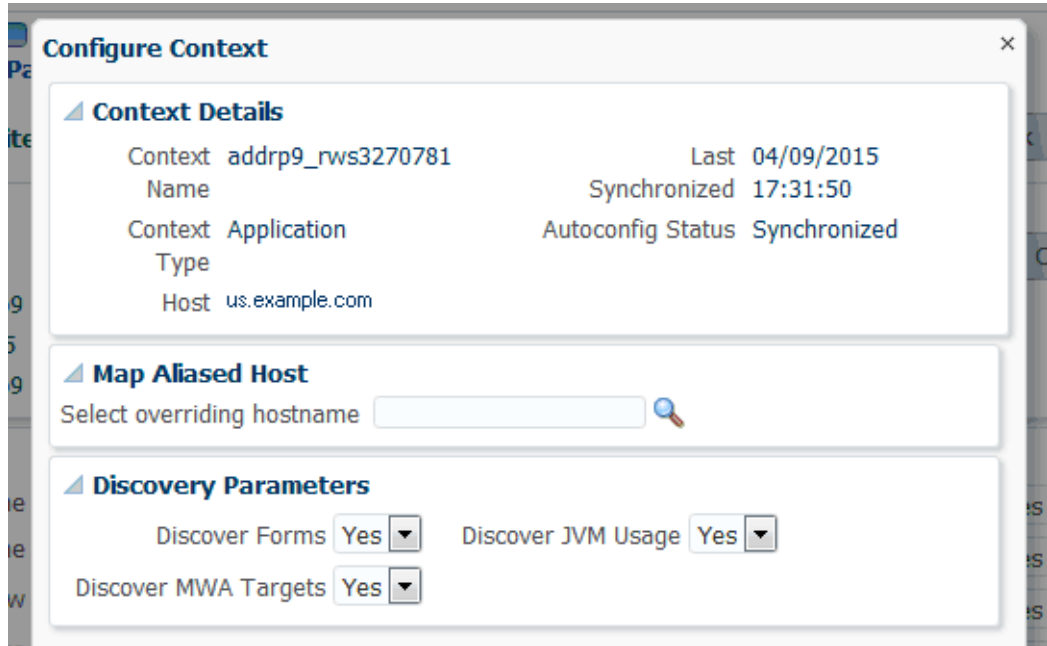 Configure Context
Context Details
Context Name addrp9_rws3270781
Last Synchronized 04/09/2015 17:31:50
Context Type Application
Autoconfig Status Synchronized
Host us.example.com
Map Aliased Host
Select overriding hostname
Discovery Parameters
Discover Forms Yes
Discover JVM Usage Yes
Discover MWA Targets Yes